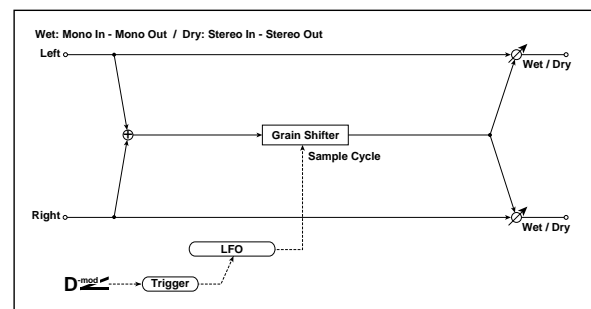 Wet: Mono In - Mono Out / Dry: Stereo In - Stereo Out
Left
Wet / Dry
Grain Shifter
Sample Cycle
Right
Wet / Dry
LFO
D-mod
Trigger